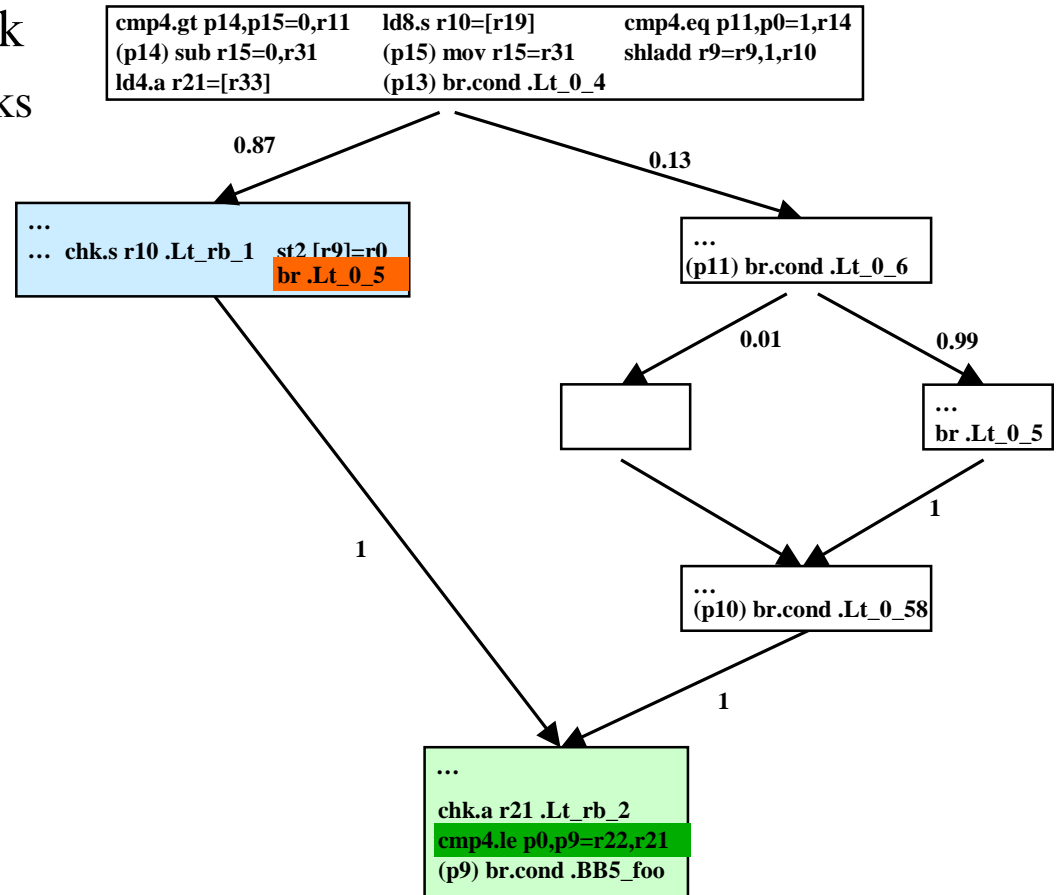 k
ks
cmp4.gt p14,p15=0,r11 ld8.s r10=[r19] cmp4.eq p11,p0=1,r14
(p14) sub r15=0,r31 (p15) mov r15=r31 shladd r9=r9,1,r10
ld4.a r21=[r33] (p13) br.cond .Lt_0_4
0.87
0.13
…
… chk.s r10 .Lt_rb_1 st2 [r9]=r0
br .Lt_0_5
…
(p11) br.cond .Lt_0_6
0.01
0.99
…
br .Lt_0_5
1
1
…
(p10) br.cond .Lt_0_58
1
…
chk.a r21 .Lt_rb_2
cmp4.le p0,p9=r22,r21
(p9) br.cond .BB5_foo